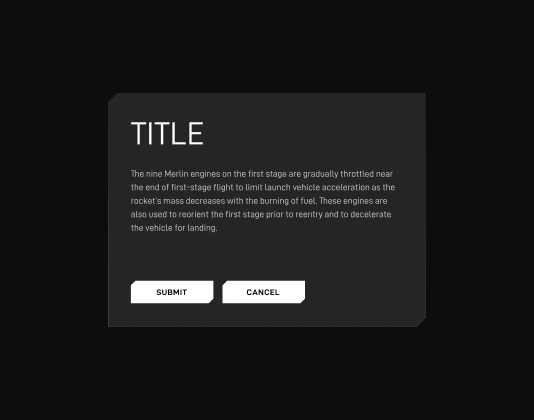 TITLE
The nine Merlin engines on the first stage are gradually throttled near
the end of first-stage flight to limit launch vehicle acceleration as the
rocket's mass decreases with the burning of fuel. These engines are
also used to reorient the first stage prior to reentry and to decelerate
the vehicle for landing.
SUBMIT CANCEL